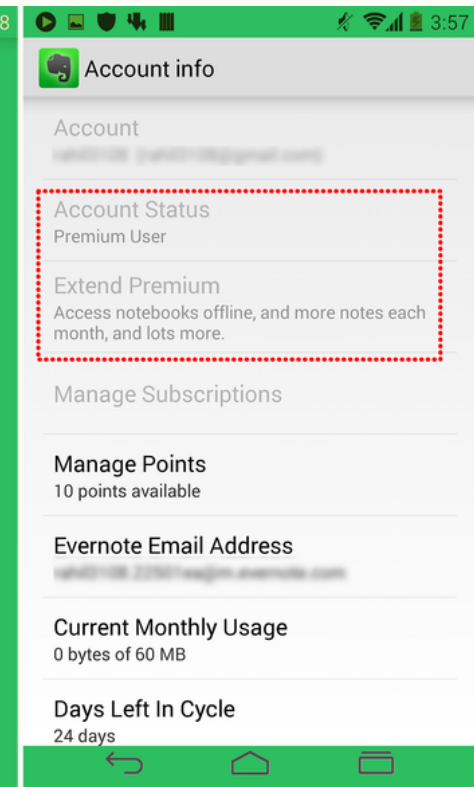 8
3:57
Account info
Account
Account Status
Premium User
Extend Premium
Access notebooks offline, and more notes each
month, and lots more.
Manage Subscriptions
Manage Points
10 points available
Evernote Email Address
Current Monthly Usage
0 bytes of 60 MB
Days Left In Cycle
24 days